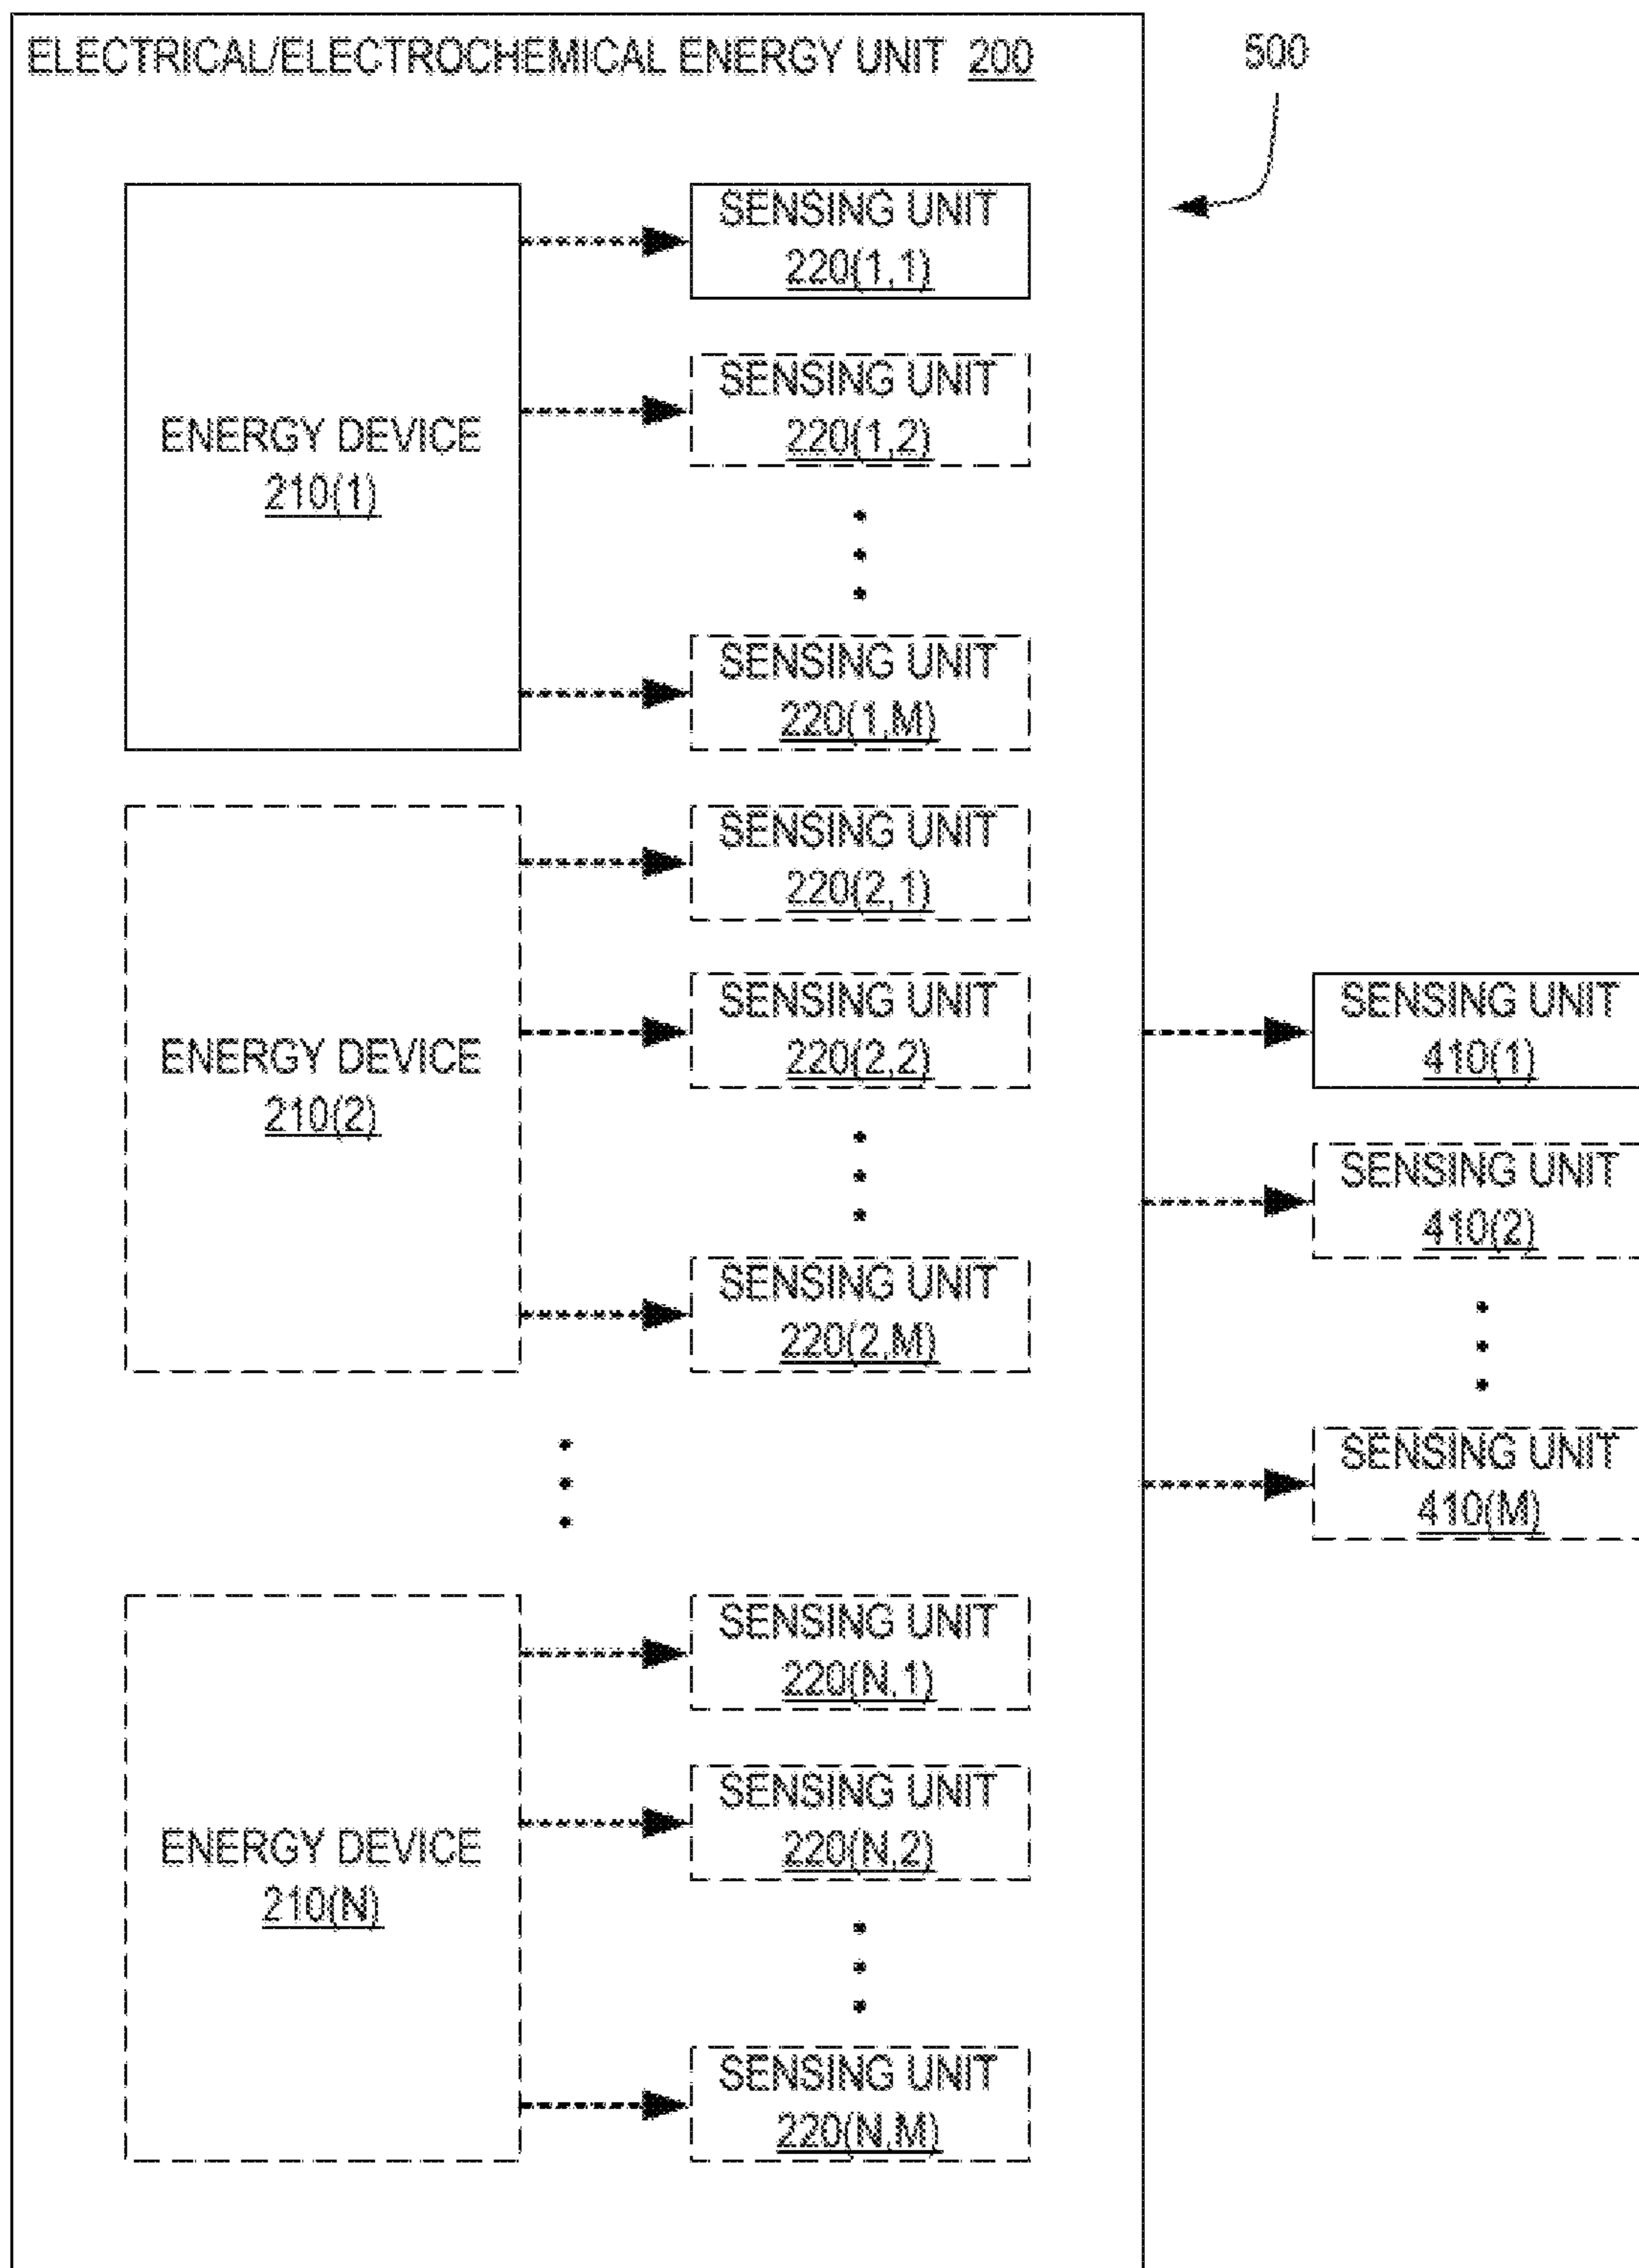 ELECTRICAL/ELECTROCHEMICAL ENERGY UNIT 200
500
ENERGY DEVICE
210(1)
SENSING UNIT
220(1,1)
SENSING UNIT
220(1,2)
SENSING UNIT
220(1,M)
ENERGY DEVICE
210(2)
SENSING UNIT
220(2,1)
SENSING UNIT
220(2,2)
SENSING UNIT
220(2,M)
ENERGY DEVICE
210(N)
SENSING UNIT
220(N,1)
SENSING UNIT
220(N,2)
SENSING UNIT
220(N,M)
SENSING UNIT
410(1)
SENSING UNIT
410(2)
SENSING UNIT
410(M)